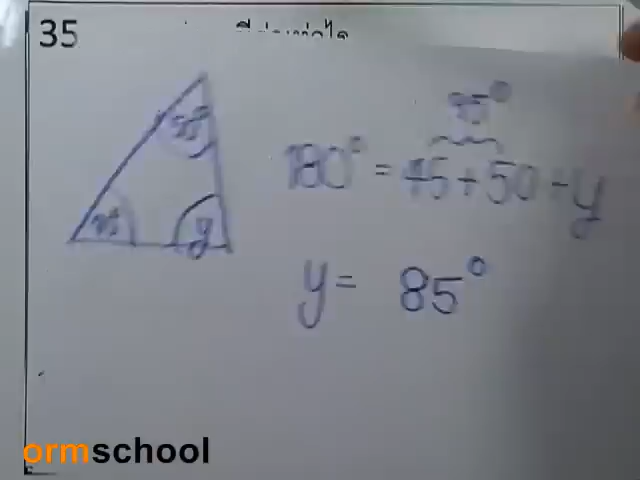 35
50°
45°
y
95°
180° = 45 + 50 + y
y = 85°
ormschool